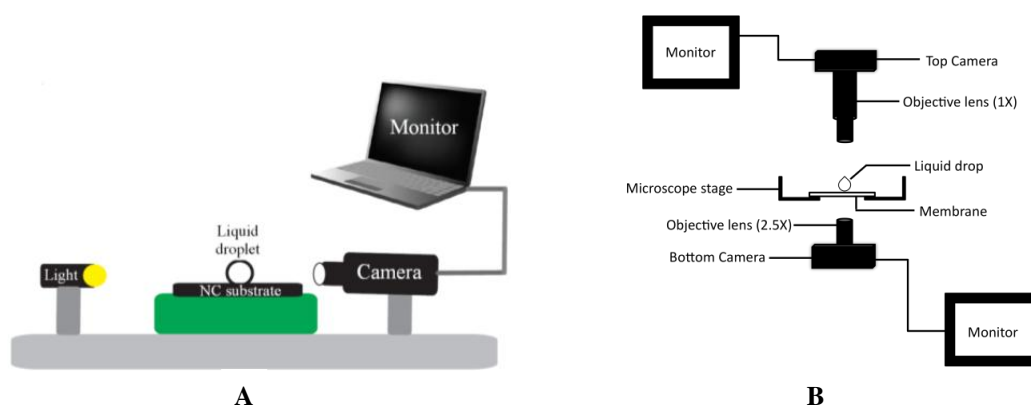 Monitor
Liquid
droplet
Light
NC substrate
Camera
A
Monitor
Top Camera
Objective lens (1X)
Liquid drop
Microscope stage
Membrane
Objective lens (2.5X)
Bottom Camera
Monitor
B